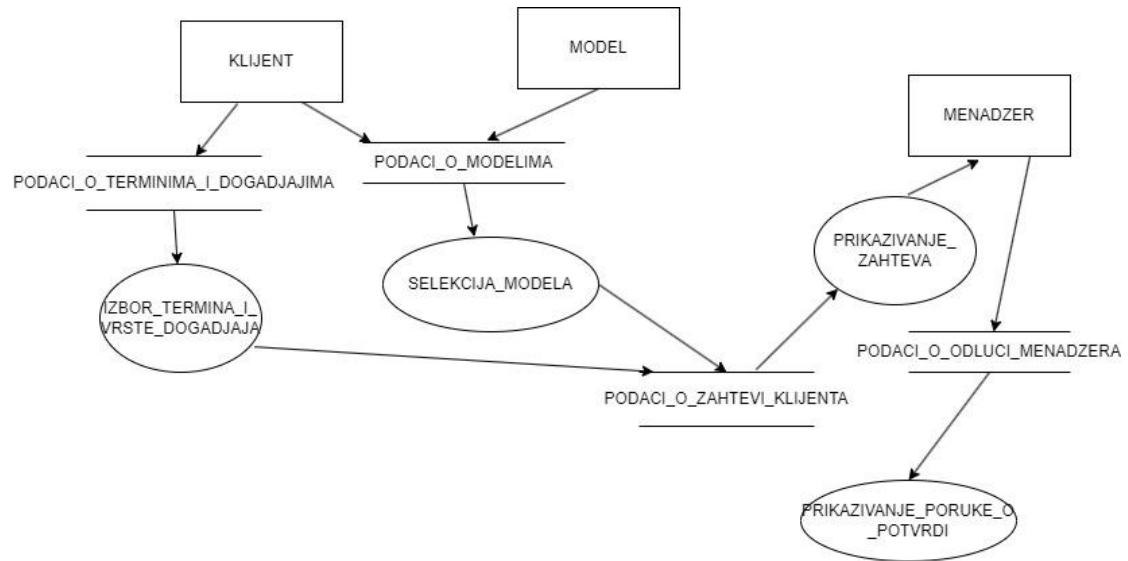 KLIJENT
MODEL
MENADZER
PODACI_O_MODELIMA
PODACI_O_TERMINIMA_I_DOGADJAJIMA
PRIKAZIVANJE_
ZAHTEVA
SELEKCIJA_MODELA
IZBOR_TERMINA_I_
VRSTE_DOGADJAJA
PODACI_O_ODLUCI_MENADZERA
PODACI_O_ZAHTEVI_KLIJENTA
PRIKAZIVANJE_PORUKE_O
_POTVRDI